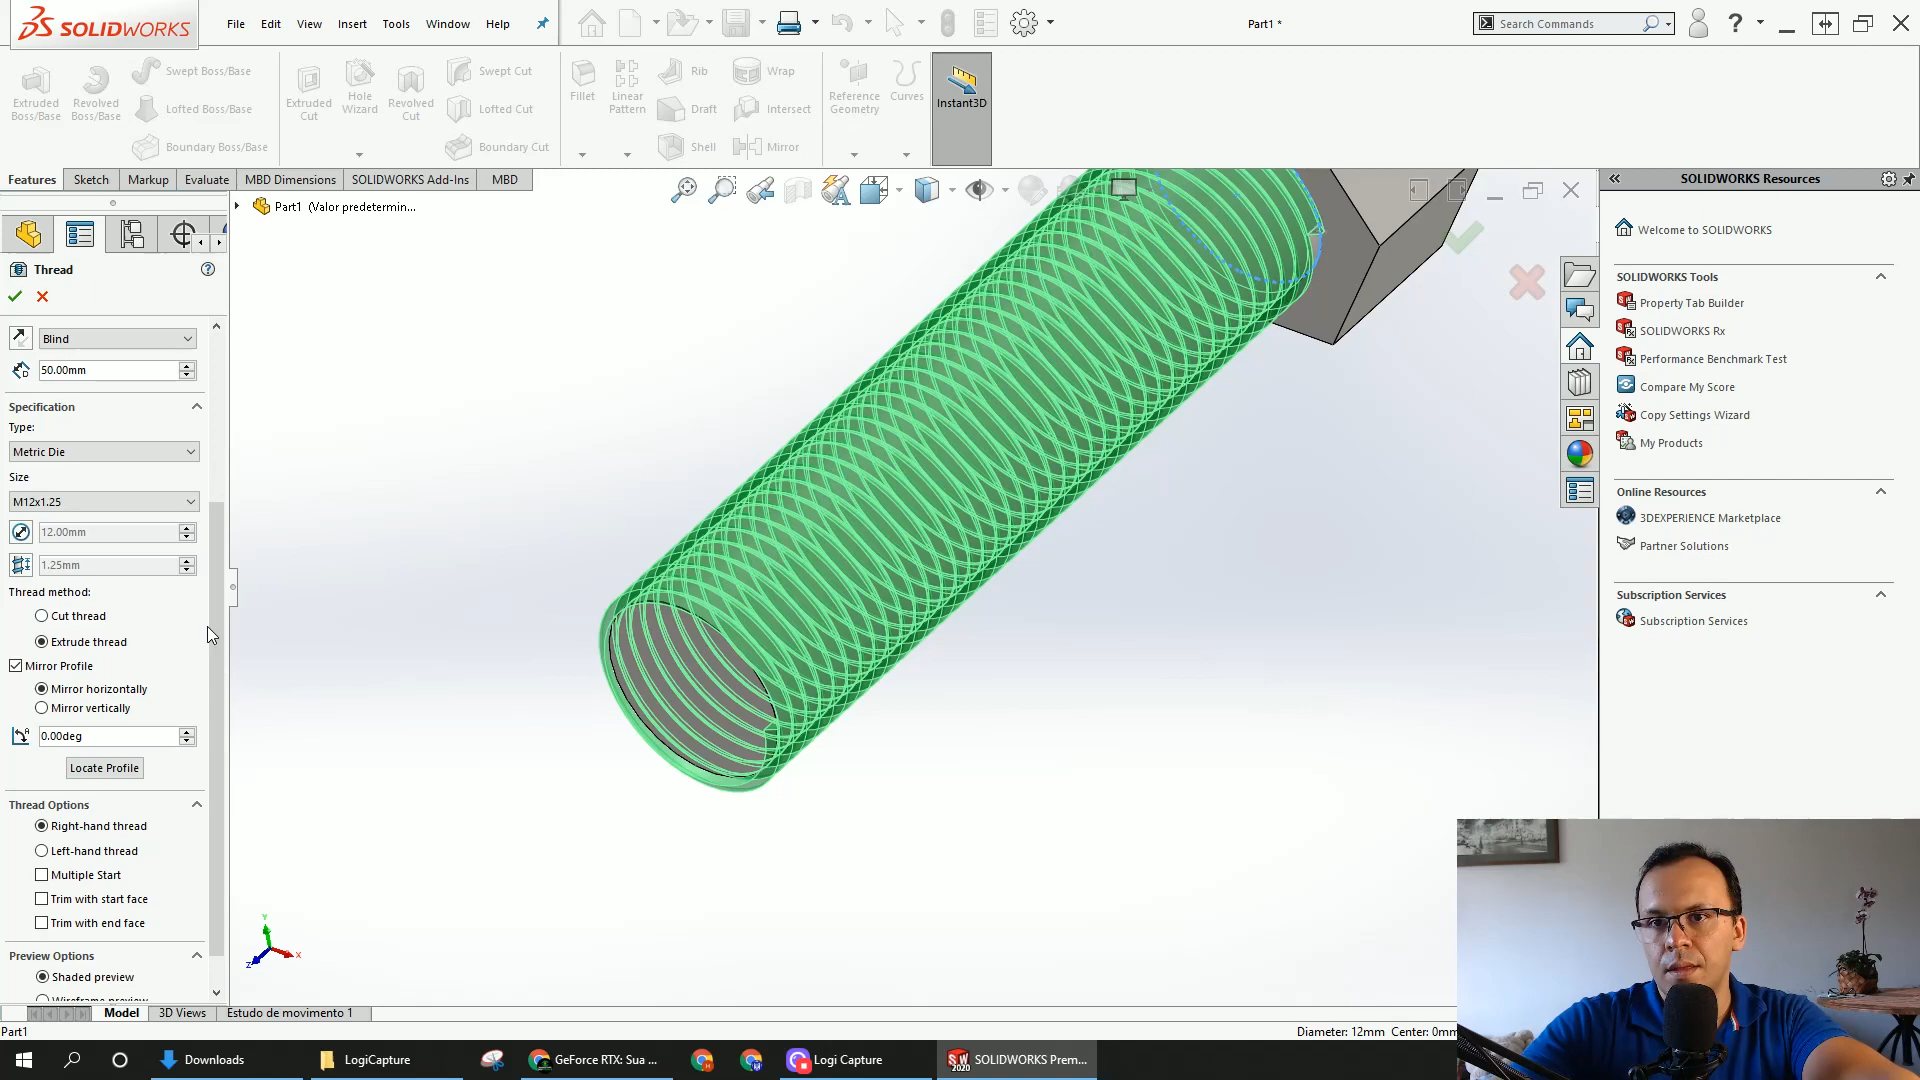 SOLIDWORKS
File Edit View Insert Tools Window Help
Part1 *
Search Commands
Extruded Boss/Base
Revolved Boss/Base
Swept Boss/Base
Lofted Boss/Base
Boundary Boss/Base
Extruded Cut
Hole Wizard
Revolved Cut
Swept Cut
Lofted Cut
Boundary Cut
Fillet
Linear Pattern
Rib
Draft
Shell
Wrap
Intersect
Mirror
Reference Geometry
Curves
Instant3D
Features Sketch Markup Evaluate MBD Dimensions SOLIDWORKS Add-Ins MBD
Part1 (Valor predetermin...
Thread
Blind
50.00mm
Specification
Type:
Metric Die
Size
M12x1.25
12.00mm
1.25mm
Thread method:
Cut thread
Extrude thread
Mirror Profile
Mirror horizontally
Mirror vertically
0.00deg
Locate Profile
Thread Options
Right-hand thread
Left-hand thread
Multiple Start
Trim with start face
Trim with end face
Preview Options
Shaded preview
Wireframe preview
Y
X
Z
SOLIDWORKS Resources
Welcome to SOLIDWORKS
SOLIDWORKS Tools
Property Tab Builder
SOLIDWORKS Rx
Performance Benchmark Test
Compare My Score
Copy Settings Wizard
My Products
Online Resources
3DEXPERIENCE Marketplace
Partner Solutions
Subscription Services
Subscription Services
Model 3D Views Estudo de movimento 1
Part1
Diameter: 12mm Center: 0mm
Downloads
LogiCapture
GeForce RTX: Sua ...
Logi Capture
SW 2020
SOLIDWORKS Prem...